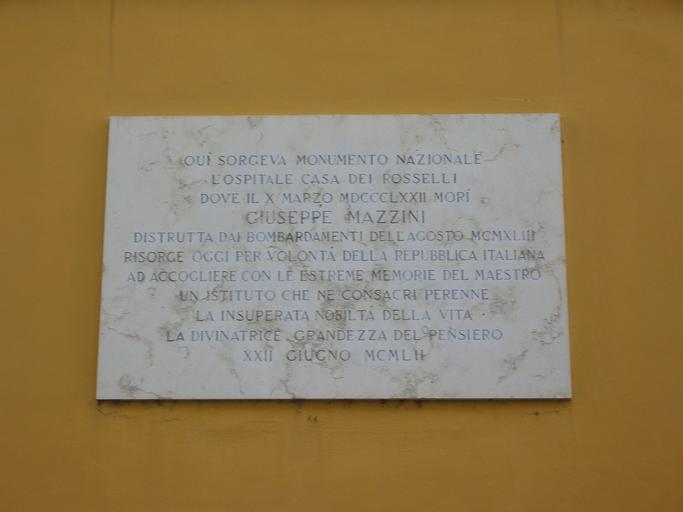 QUI SORGEVA MONUMENTO NAZIONALE
L'OSPITALE CASA DEI ROSSELLI
DOVE IL X MARZO MDCCCLXXII MORÍ
GIUSEPPE MAZZINI
DISTRUTTA DAI BOMBARDAMENTI DELL'AGOSTO MCMXLIII
RISORGE OGGI PER VOLONTÀ DELLA REPUBBLICA ITALIANA
AD ACCOGLIERE CON LE ESTREME MEMORIE DEL MAESTRO
UN ISTITUTO CHE NE CONSACRI PERENNE
LA INSUPERATA NOBILTÀ DELLA VITA
LA DIVINATRICE GRANDEZZA DEL PENSIERO
XXII GIUGNO MCMLII